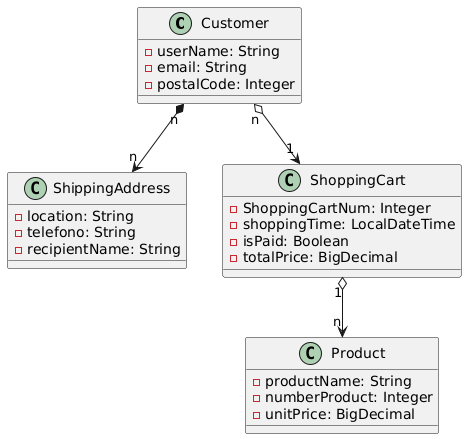 C Customer
userName: String
email: String
postalCode: Integer
n
n
n
1
C ShippingAddress
location: String
telefono: String
recipientName: String
C ShoppingCart
ShoppingCartNum: Integer
shoppingTime: LocalDateTime
isPaid: Boolean
totalPrice: BigDecimal
1
n
C Product
productName: String
numberProduct: Integer
unitPrice: BigDecimal